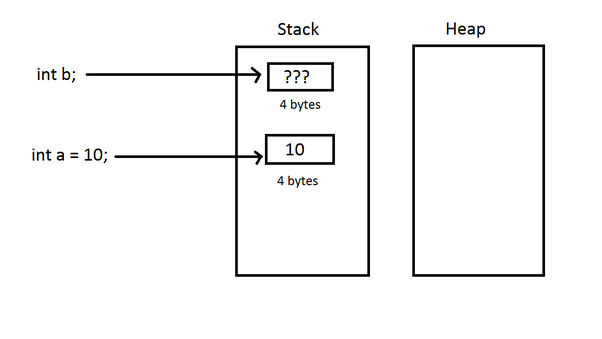 Stack
Heap
int b;
???
4 bytes
int a = 10;
10
4 bytes